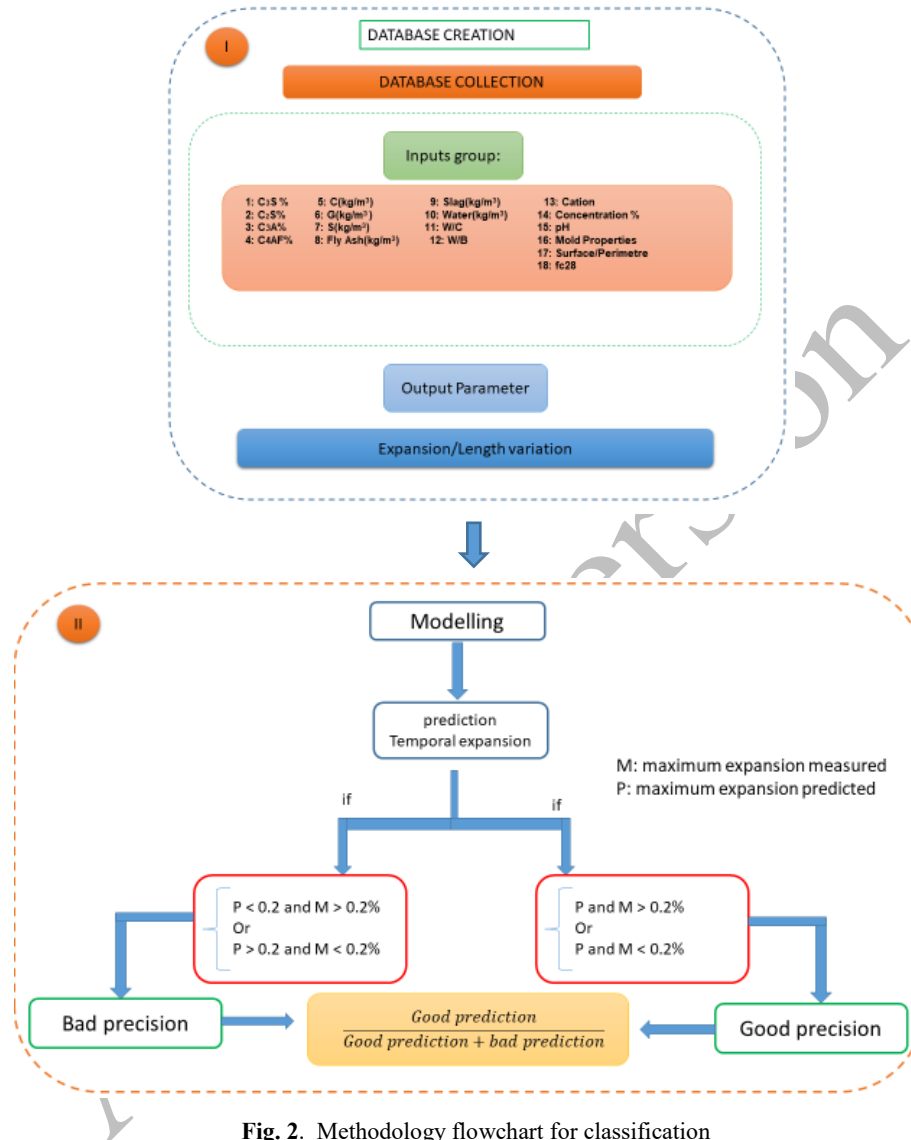 I
DATABASE CREATION
DATABASE COLLECTION
Inputs group:
1: C3S %
2: C2S%
3: C3A%
4: C4AF%
5: C(kg/m³)
6: G(kg/m³)
7: S(kg/m³)
8: Fly Ash(kg/m³)
9: Slag(kg/m³)
10: Water(kg/m³)
11: W/C
12: W/B
13: Cation
14: Concentration %
15: pH
16: Mold Properties
17: Surface/Perimetre
18: fc28
Output Parameter
Expansion/Length variation
II
Modelling
prediction
Temporal expansion
M: maximum expansion measured
P: maximum expansion predicted
if
if
P < 0.2 and M > 0.2%
Or
P > 0.2 and M < 0.2%
P and M > 0.2%
Or
P and M < 0.2%
Bad precision
Good prediction
Good prediction + bad prediction
Good precision
Fig. 2. Methodology flowchart for classification